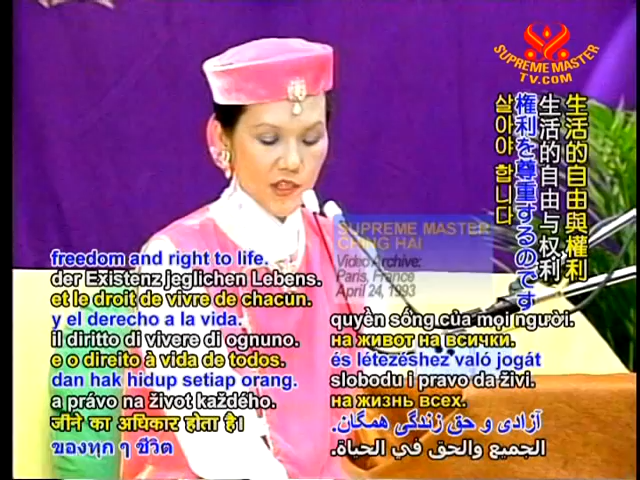 SUPREME MASTER
TV.COM
生活的自由與權利
生活的自由与权利
権利を尊重するのです
살아야 합니다
SUPREME MASTER
CHING HAI
Video Archive:
Paris, France
April 24, 1993
freedom and right to life.
der Existenz jeglichen Lebens.
et le droit de vivre de chacun.
y el derecho a la vida.
il diritto di vivere di ognuno.
e o direito à vida de todos.
dan hak hidup setiap orang.
a právo na život každého.
जीने का अधिकार होता है।
ของทุก ๆ ชีวิต
quyền sống của mọi người.
на живот на всички.
és létezéshez való jogát
slobodu i pravo da živi.
на жизнь всех.
آزادی و حق زندگی همگان.
الجميع والحق في الحياة.